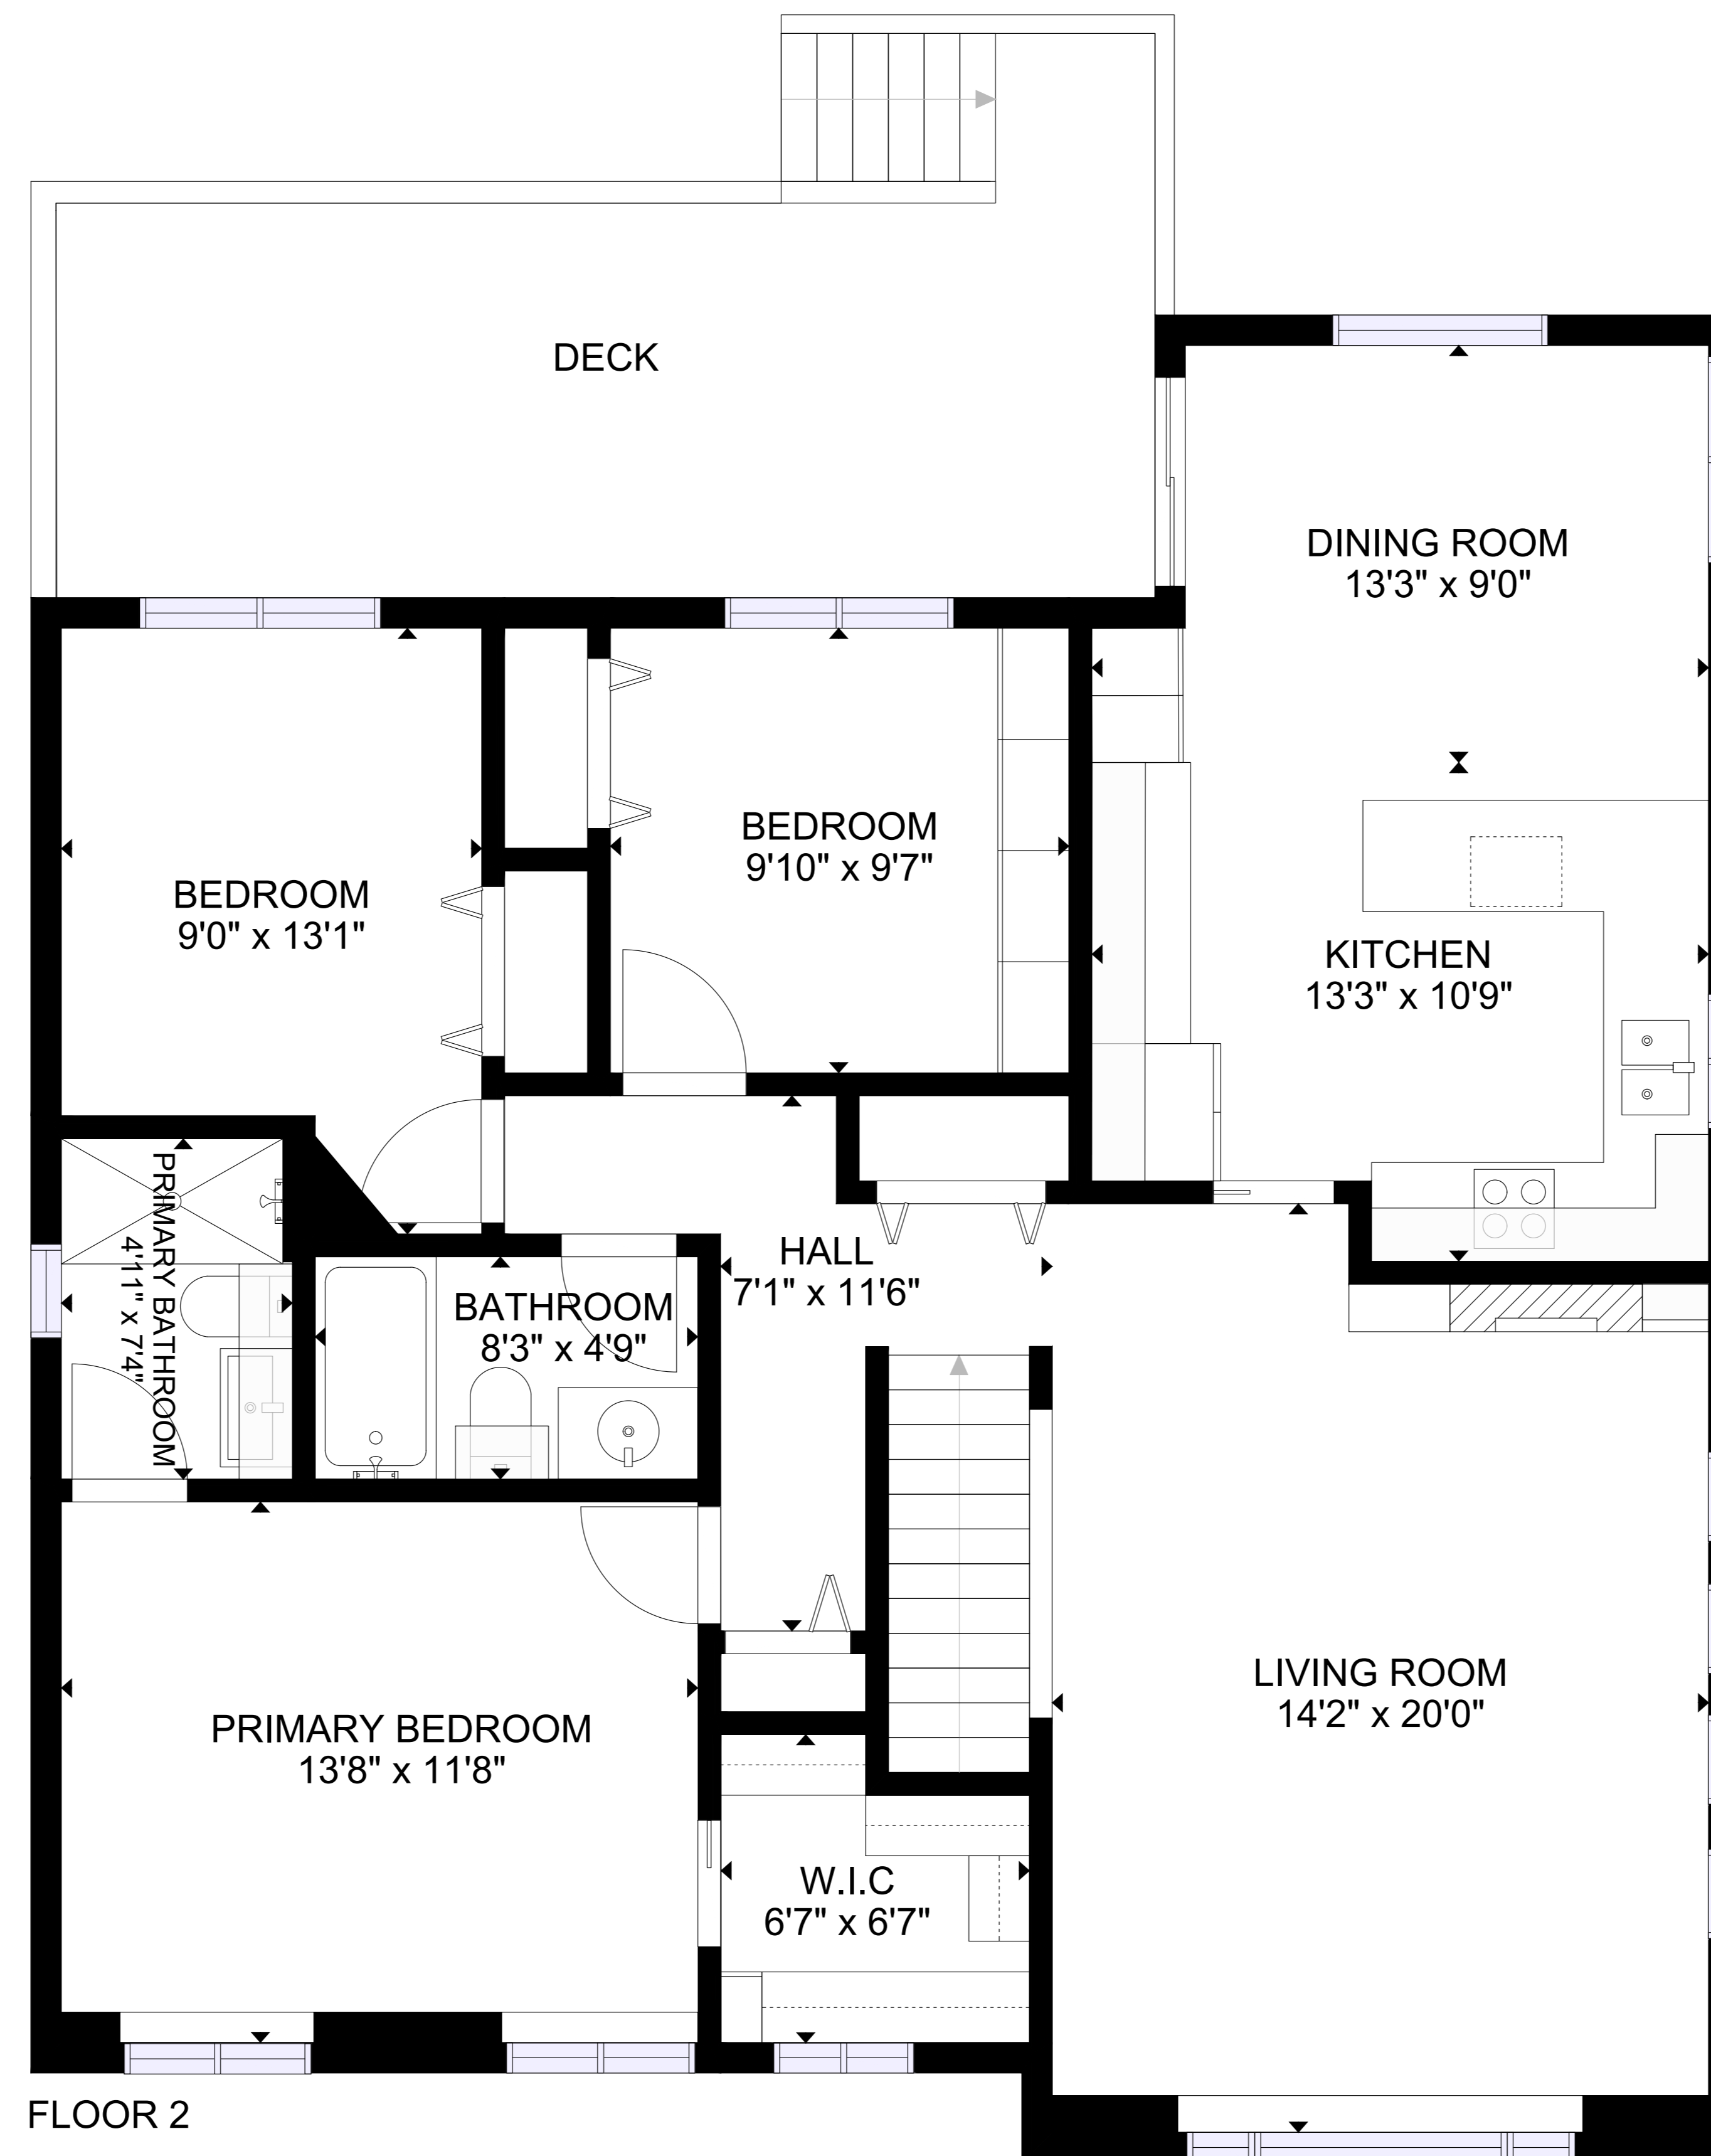 DECK
DINING ROOM
13'3" x 9'0"
BEDROOM
9'10" x 9'7"
BEDROOM
9'0" x 13'1"
KITCHEN
13'3" x 10'9"
PRIMARY BATHROOM
4'11" x 7'4"
HALL
7'1" x 11'6"
BATHROOM
8'3" x 4'9"
LIVING ROOM
14'2" x 20'0"
PRIMARY BEDROOM
13'8" x 11'8"
W.I.C
6'7" x 6'7"
FLOOR 2